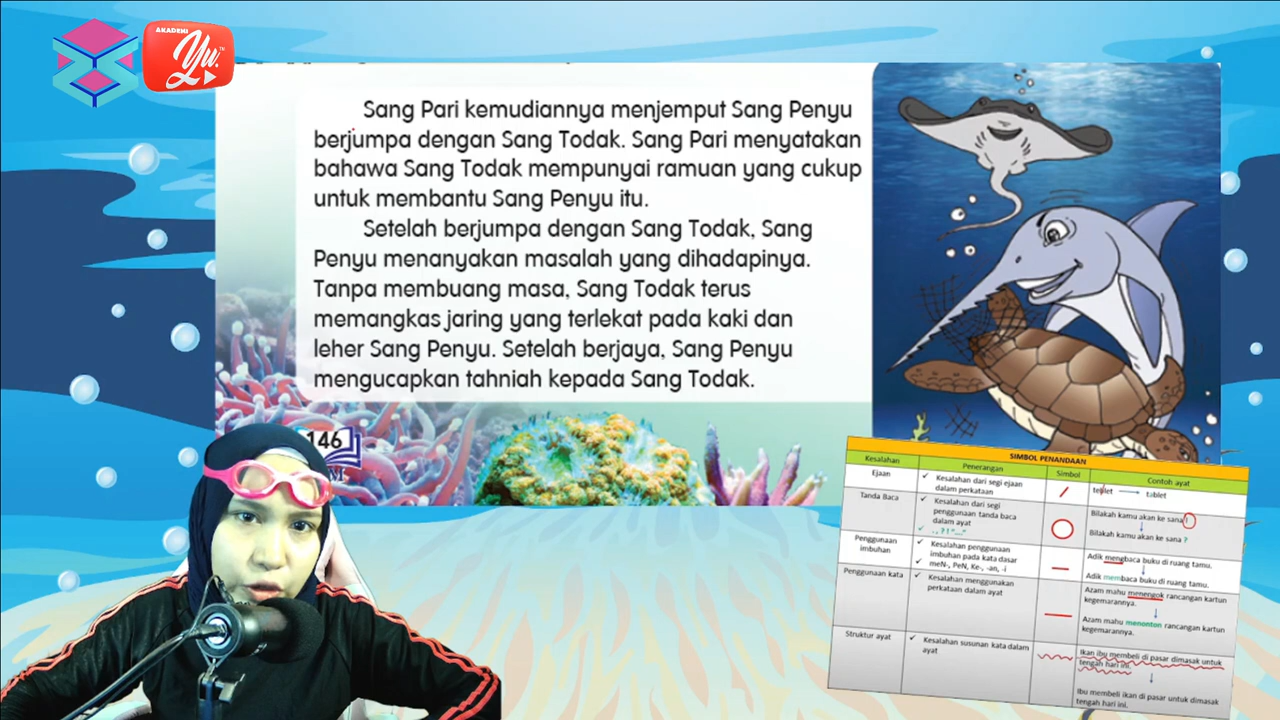 AKADEMI
Yu.
TM
Sang Pari kemudiannya menjemput Sang Penyu
berjumpa dengan Sang Todak. Sang Pari menyatakan
bahawa Sang Todak mempunyai ramuan yang cukup
untuk membantu Sang Penyu itu.
Setelah berjumpa dengan Sang Todak, Sang
Penyu menanyakan masalah yang dihadapinya.
Tanpa membuang masa, Sang Todak terus
memangkas jaring yang terlekat pada kaki dan
leher Sang Penyu. Setelah berjaya, Sang Penyu
mengucapkan tahniah kepada Sang Todak.
146
SIMBOL PENANDAAN
Kesalahan Penerangan Simbol Contoh ayat
Ejaan
✓ Kesalahan dari segi ejaan
dalam perkataan
/
teblet → tablet
Tanda Baca
✓ Kesalahan dari segi
penggunaan tanda baca
dalam ayat
✓ . , ? ! "...."
Bilakah kamu akan ke sana !
Bilakah kamu akan ke sana ?
Penggunaan
imbuhan
✓ Kesalahan penggunaan
imbuhan pada kata dasar
✓ meN-, PeN, Ke-, -an, -i
Adik mengbaca buku di ruang tamu.
Adik membaca buku di ruang tamu.
Penggunaan kata
✓ Kesalahan menggunakan
perkataan dalam ayat
Azam mahu menengok rancangan kartun
kegemarannya.
Azam mahu menonton rancangan kartun
kegemarannya.
Struktur ayat
✓ Kesalahan susunan kata dalam
ayat
Ikan ibu membeli di pasar dimasak untuk
tengah hari ini.
Ibu membeli ikan di pasar untuk dimasak
tengah hari ini.